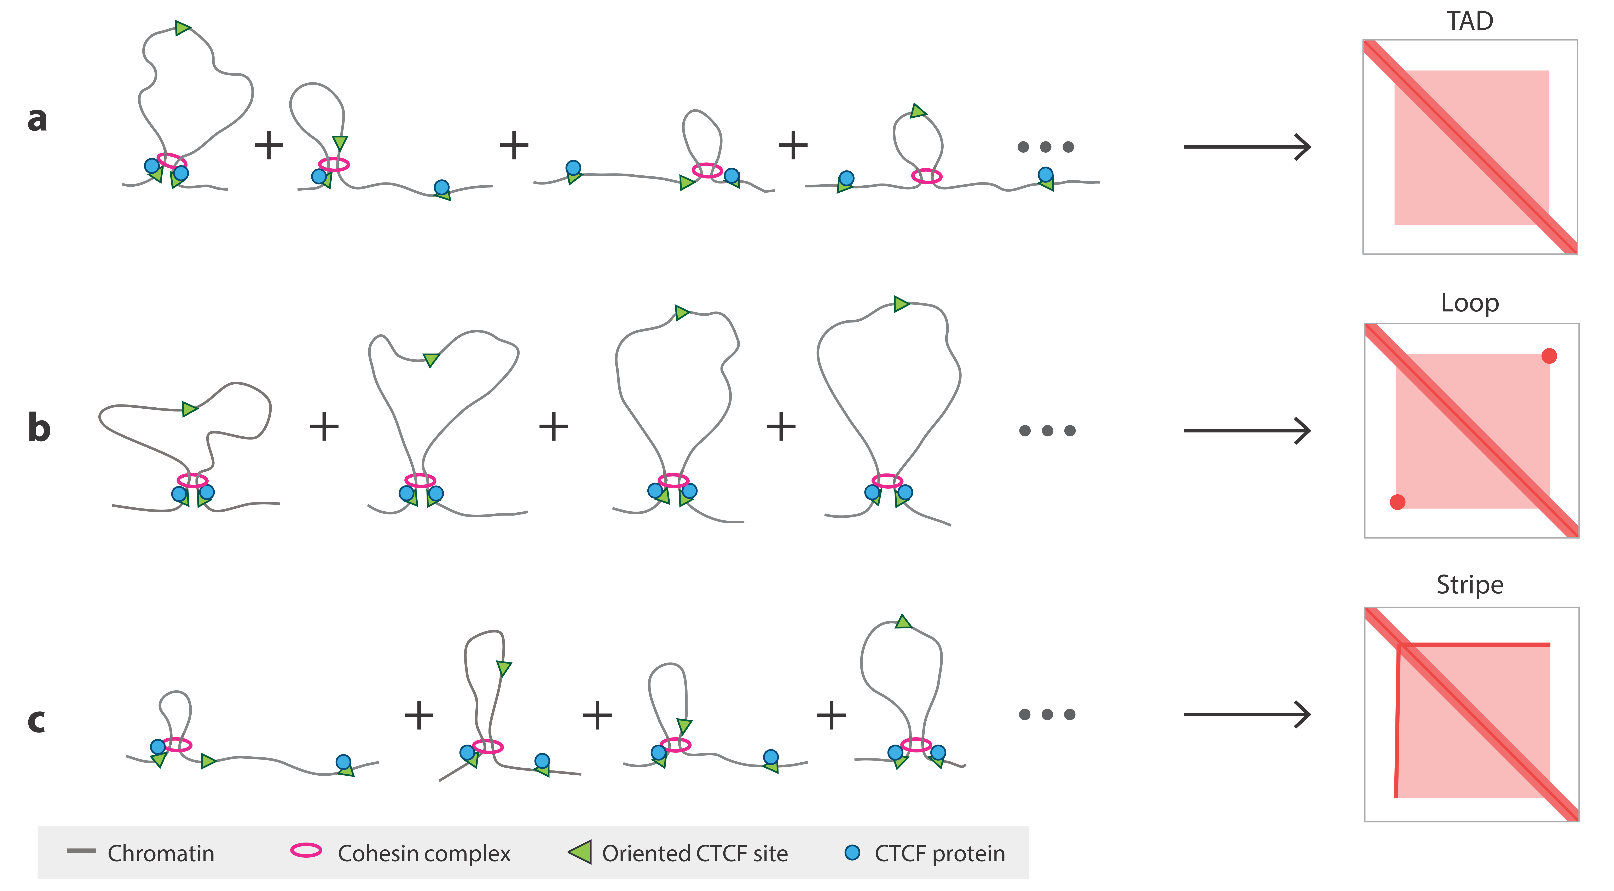 TAD
a
+ + +
Loop
b
+ + +
Stripe
c
+ + +
Chromatin Cohesin complex Oriented CTCF site CTCF protein